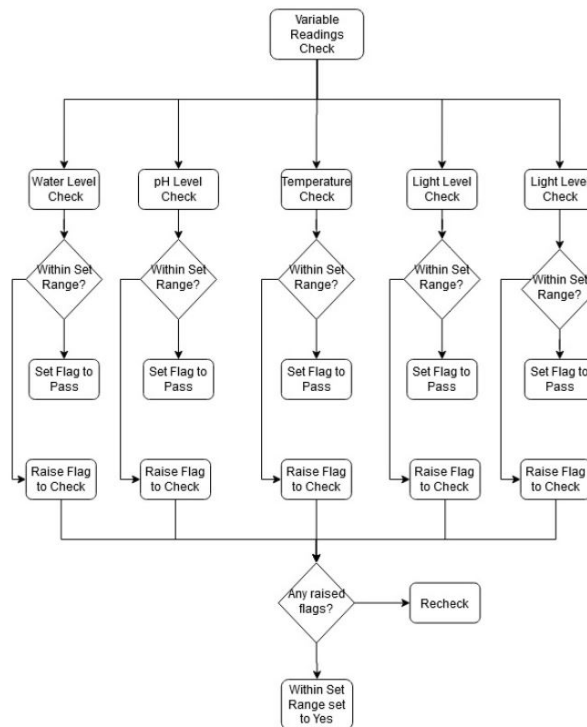 Variable
Readings
Check
Water Level
Check
pH Level
Check
Temperature
Check
Light Level
Check
Light Level
Check
Within Set
Range?
Within Set
Range?
Within Set
Range?
Within Set
Range?
Within Set
Range?
Set Flag to
Pass
Set Flag to
Pass
Set Flag to
Pass
Set Flag to
Pass
Set Flag to
Pass
Raise Flag
to Check
Raise Flag
to Check
Raise Flag
to Check
Raise Flag
to Check
Raise Flag
to Check
Any raised
flags?
Recheck
Within Set
Range set
to Yes